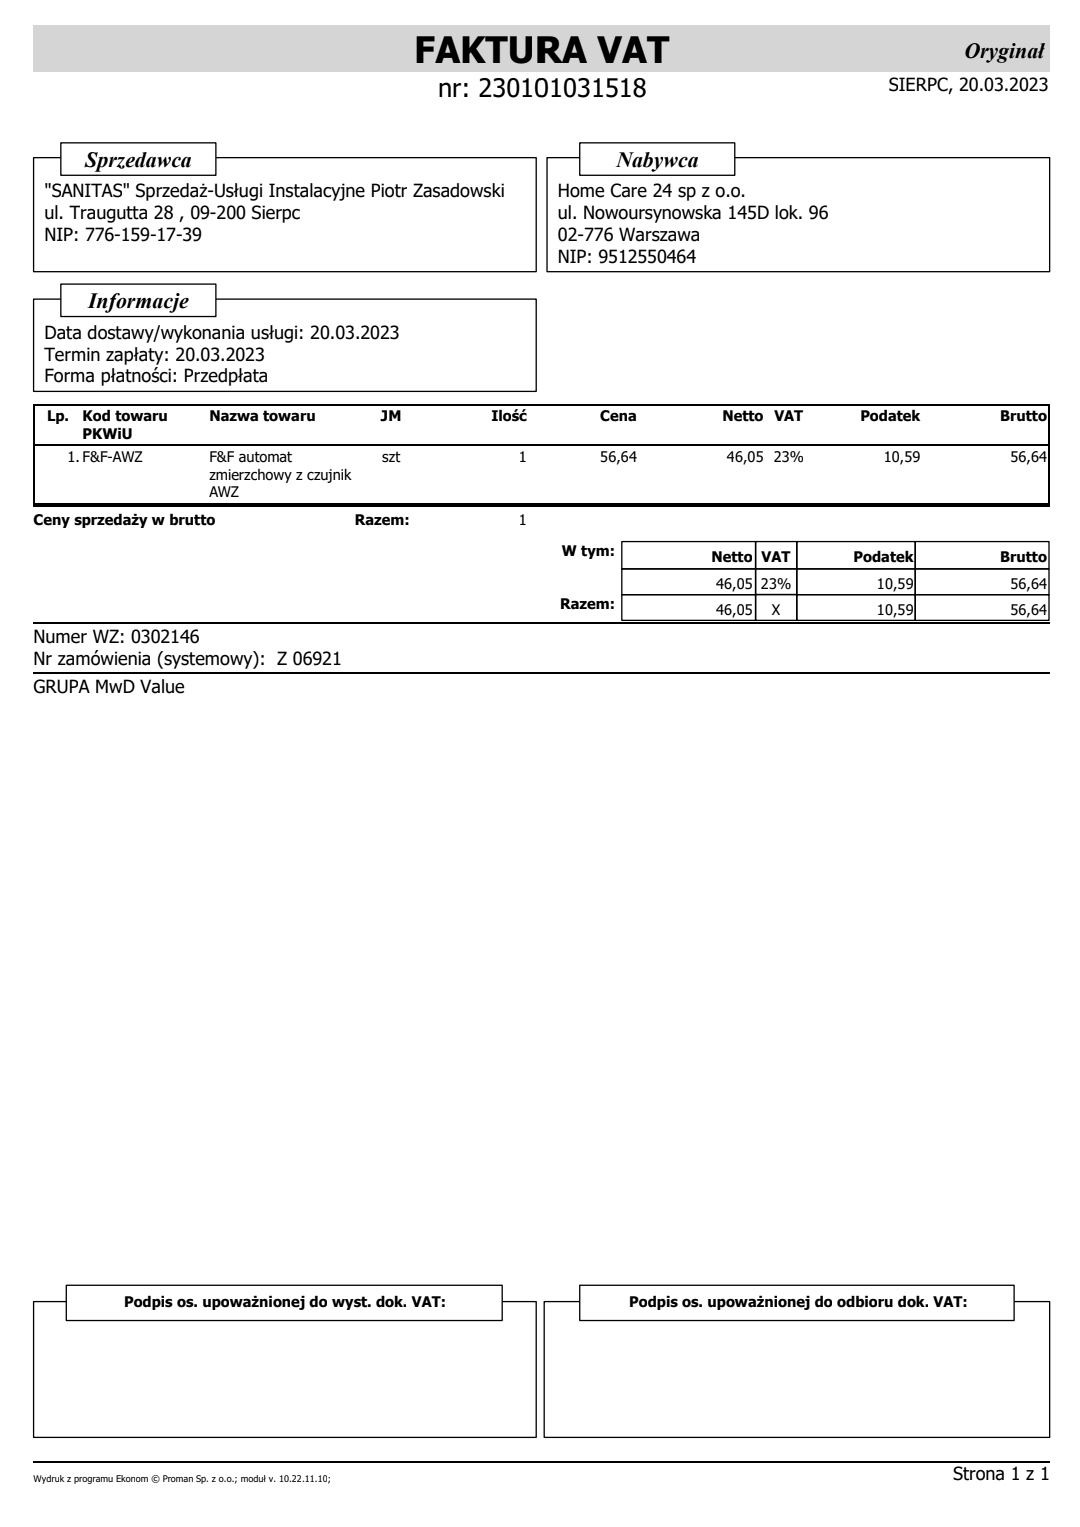 FAKTURA VAT
Oryginał
nr: 230101031518
SIERPC, 20.03.2023
Sprzedawca
"SANITAS" Sprzedaż-Usługi Instalacyjne Piotr Zasadowski
ul. Traugutta 28 , 09-200 Sierpc
NIP: 776-159-17-39
Nabywca
Home Care 24 sp z o.o.
ul. Nowoursynowska 145D lok. 96
02-776 Warszawa
NIP: 9512550464
Informacje
Data dostawy/wykonania usługi: 20.03.2023
Termin zapłaty: 20.03.2023
Forma płatności: Przedpłata
Lp. Kod towaru Nazwa towaru JM Ilość Cena Netto VAT Podatek Brutto
PKWiU
1. F&F-AWZ F&F automat szt 1 56,64 46,05 23% 10,59 56,64
zmierzchowy z czujnik
AWZ
Ceny sprzedaży w brutto Razem: 1
W tym: Netto VAT Podatek Brutto
46,05 23% 10,59 56,64
Razem: 46,05 X 10,59 56,64
Numer WZ: 0302146
Nr zamówienia (systemowy): Z 06921
GRUPA MwD Value
Podpis os. upoważnionej do wyst. dok. VAT:
Podpis os. upoważnionej do odbioru dok. VAT:
Wydruk z programu Ekonom © Proman Sp. z o.o.; moduł v. 10.22.11.10;
Strona 1 z 1